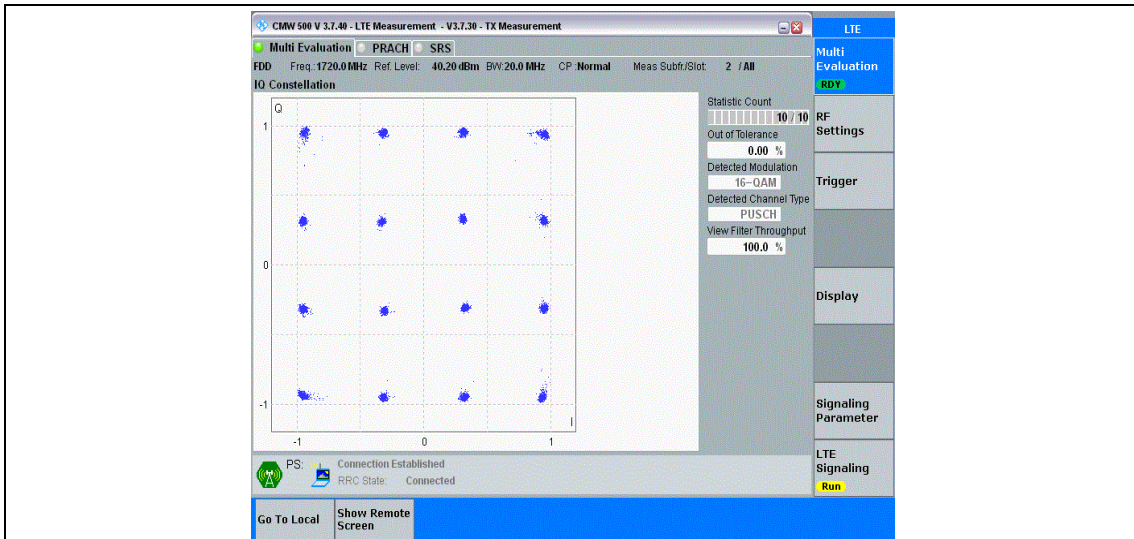 CMW 500 V 3.7.40 - LTE Measurement - V3.7.30 - TX Measurement
LTE
Multi Evaluation PRACH SRS
Multi
Evaluation
RDY
FDD Freq.:1720.0 MHz Ref. Level: 40.20 dBm BW:20.0 MHz CP :Normal Meas Subfr./Slot: 2 / All
IQ Constellation
Q
1
0
-1
-1 0 1
I
Statistic Count
10 / 10
Out of Tolerance
0.00 %
Detected Modulation
16-QAM
Detected Channel Type
PUSCH
View Filter Throughput
100.0 %
RF
Settings
Trigger
Display
Signaling
Parameter
LTE
Signaling
Run
PS: Connection Established
RRC State: Connected
Go To Local
Show Remote
Screen